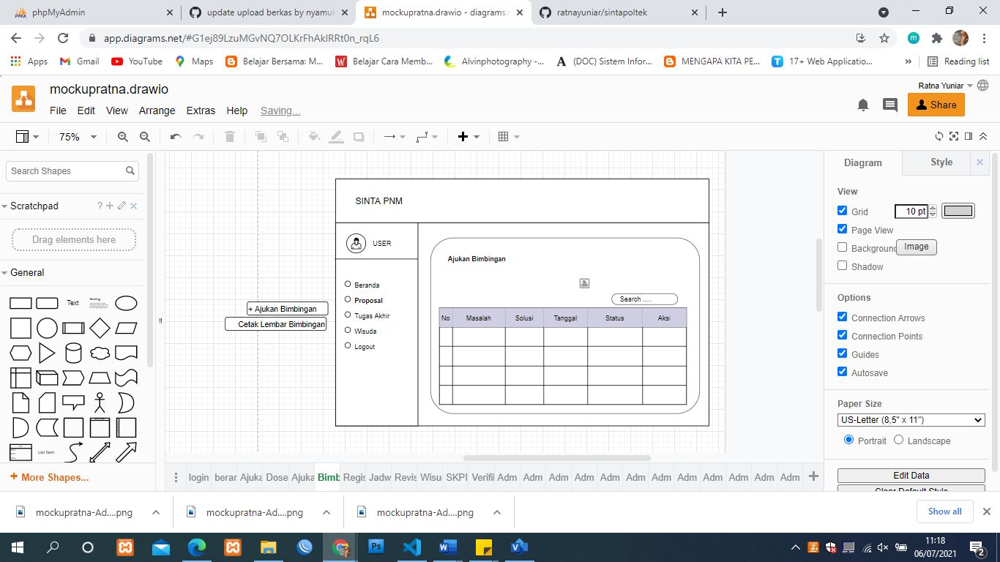 phpMyAdmin
update upload berkas by nyamuk
mockupratna.drawio - diagrams.n
ratnayuniar/sintapoltek
app.diagrams.net/#G1ej89LzuMGvNQ7OLKrFhAkIRRt0n_rqL6
Apps
Gmail
YouTube
Maps
Belajar Bersama: M...
Belajar Cara Memb...
Alvinphotography -...
(DOC) Sistem Infor...
MENGAPA KITA PE...
17+ Web Applicatio...
»
Reading list
mockupratna.drawio
Ratna Yuniar
File Edit View Arrange Extras Help Saving...
Share
75%
Search Shapes
Scratchpad
Drag elements here
General
Text
Heading
List Item
+ More Shapes...
SINTA PNM
USER
Beranda
Proposal
Tugas Akhir
Wisuda
Logout
+ Ajukan Bimbingan
Cetak Lembar Bimbingan
Ajukan Bimbingan
Search .....
No Masalah Solusi Tanggal Status Aksi
Diagram Style
View
Grid 10 pt
Page View
Background Image
Shadow
Options
Connection Arrows
Connection Points
Guides
Autosave
Paper Size
US-Letter (8,5" x 11")
Portrait Landscape
Edit Data
Clear Default Style
login berar Ajuka Dose Ajuka Bimb Regis Jadw Revis Wisu SKPI Verifil Adm Adm Adm Adm Adm Adm Adm Adm Adm Adm Adm Adm
mockupratna-Ad....png
mockupratna-Ad....png
mockupratna-Ad....png
Show all
11:18
06/07/2021
2